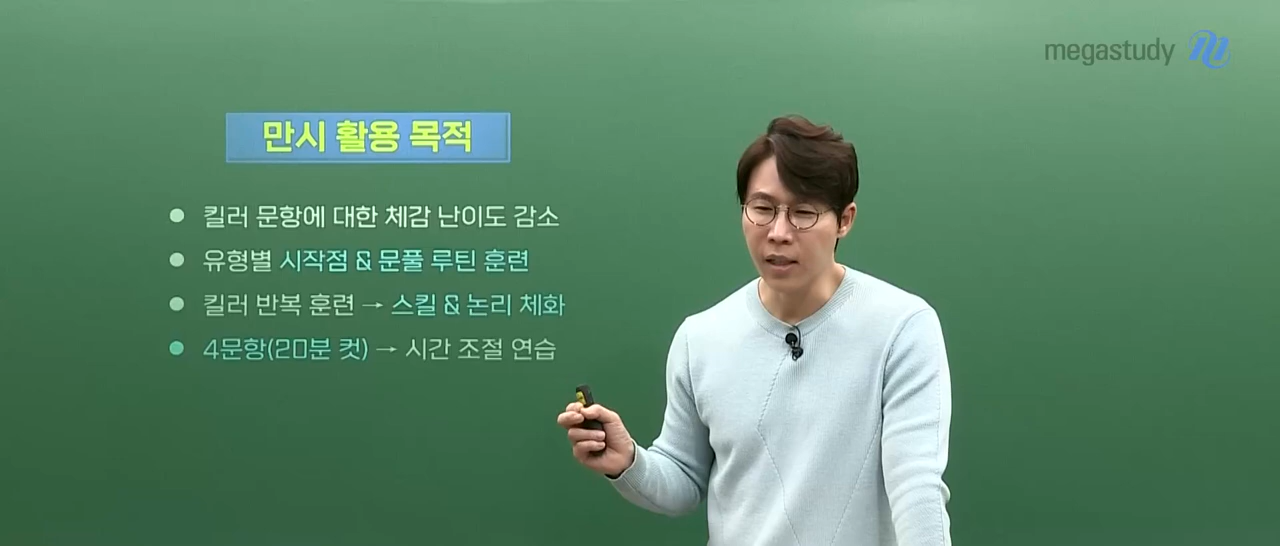 megastudy
만시 활용 목적
● 킬러 문항에 대한 체감 난이도 감소
● 유형별 시작점 & 문풀 루틴 훈련
● 킬러 반복 훈련 → 스킬 & 논리 체화
● 4문항(20분 컷) → 시간 조절 연습